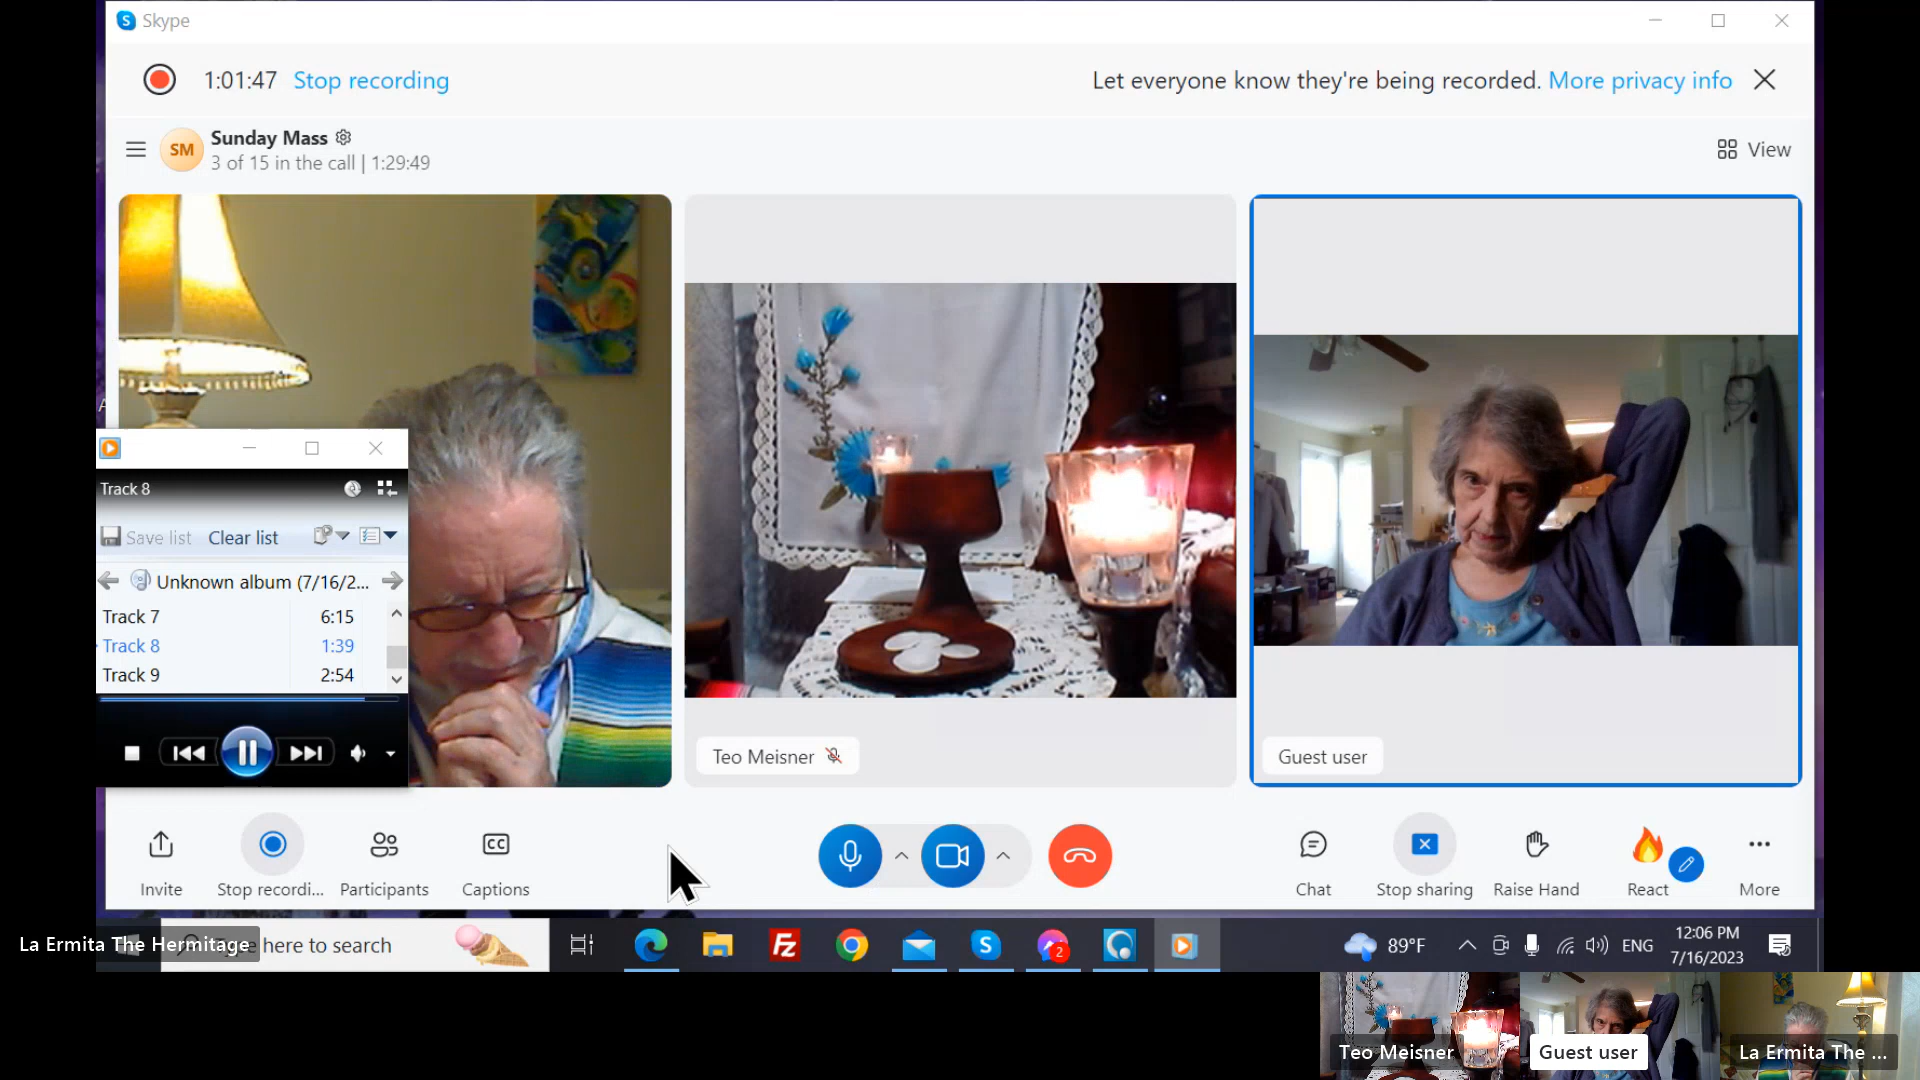 Skype
1:01:47 Stop recording
Let everyone know they're being recorded. More privacy info
SM
Sunday Mass
3 of 15 in the call | 1:29:49
View
Track 8
Save list Clear list
Unknown album (7/16/2...
Track 7 6:15
Track 8 1:39
Track 9 2:54
Teo Meisner
Guest user
Invite
Stop recordi...
Participants
CC
Captions
Chat
Stop sharing
Raise Hand
React
More
La Ermita The Hermitage
here to search
Fz
S
2
89°F
ENG
12:06 PM
7/16/2023
Teo Meisner
Guest user
La Ermita The ...